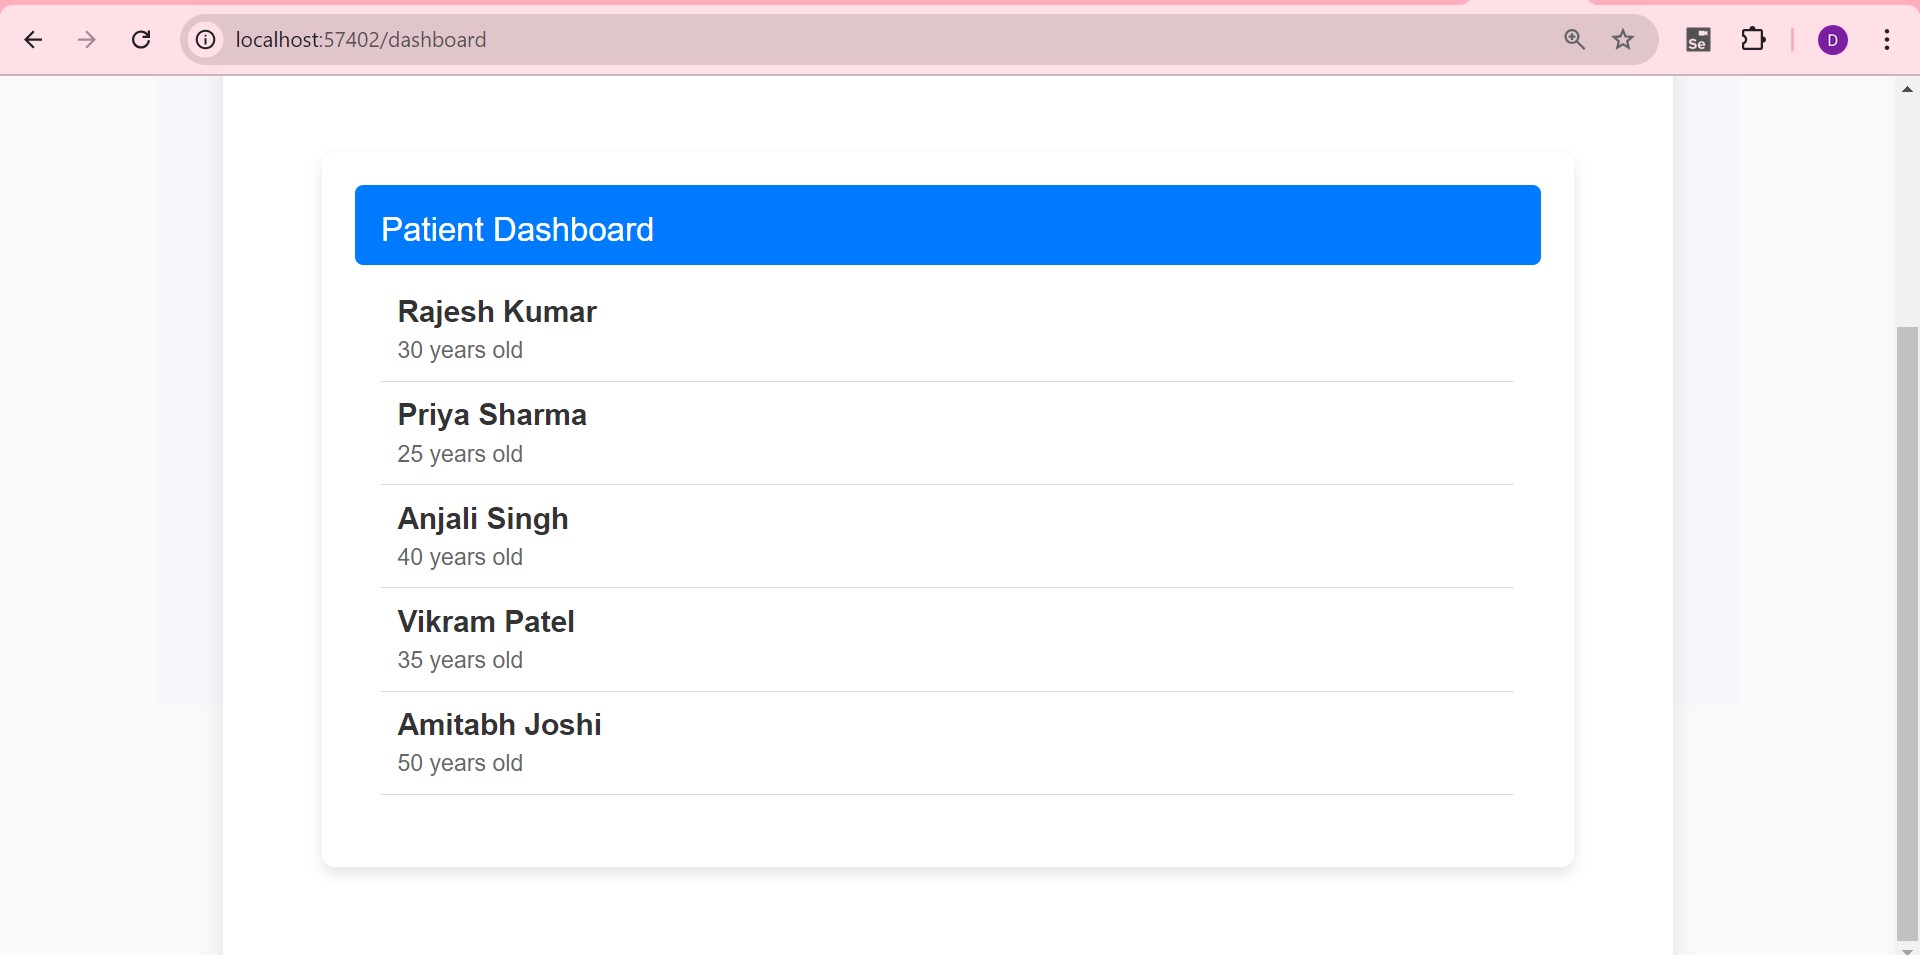 localhost:57402/dashboard
Se
D
Patient Dashboard
Rajesh Kumar
30 years old
Priya Sharma
25 years old
Anjali Singh
40 years old
Vikram Patel
35 years old
Amitabh Joshi
50 years old